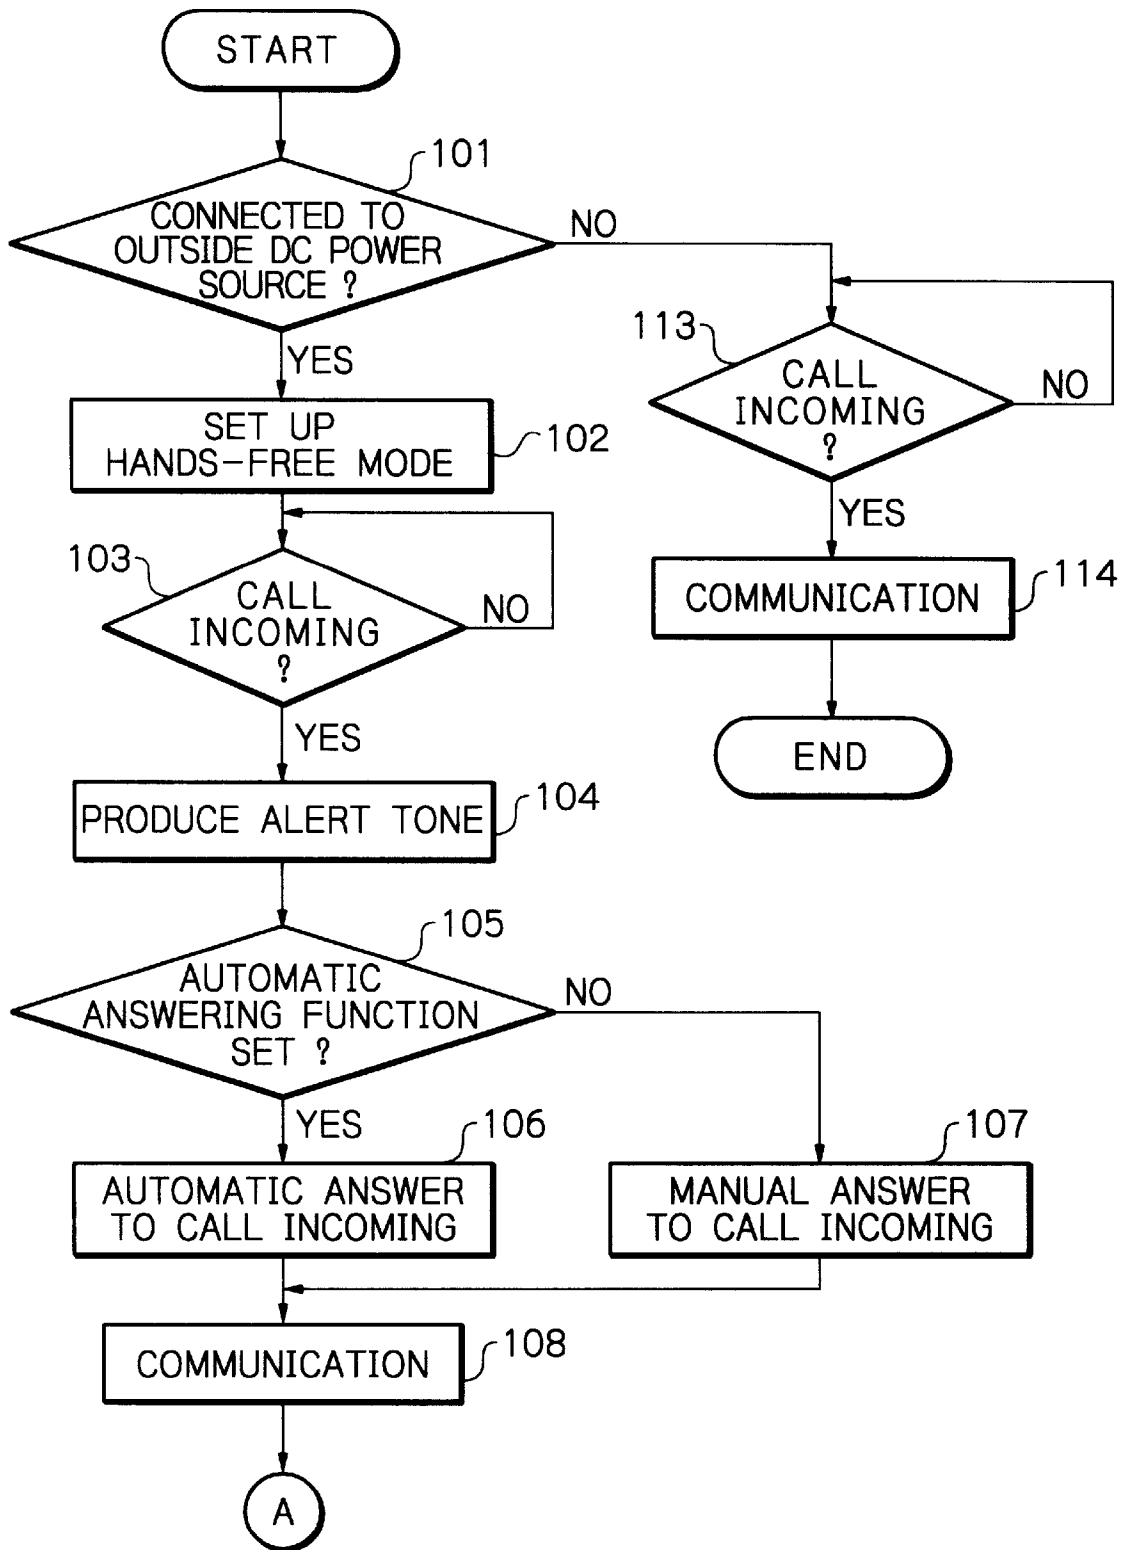 START
101
CONNECTED TO
OUTSIDE DC POWER
SOURCE ?
NO
YES
113
CALL
INCOMING
?
NO
SET UP
HANDS-FREE MODE
102
YES
103
CALL
INCOMING
?
NO
COMMUNICATION
114
YES
END
PRODUCE ALERT TONE
104
105
AUTOMATIC
ANSWERING FUNCTION
SET ?
NO
YES
106
107
AUTOMATIC ANSWER
TO CALL INCOMING
MANUAL ANSWER
TO CALL INCOMING
COMMUNICATION
108
A